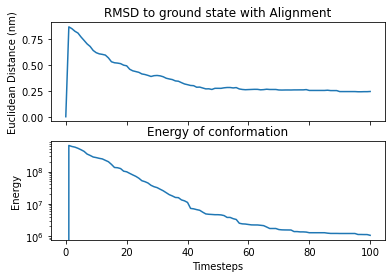 RMSD to ground state with Alignment
Euclidean Distance (nm)
0.75
0.50
0.25
0.00
Energy of conformation
Energy
10⁸
10⁷
10⁶
0 20 40 60 80 100
Timesteps